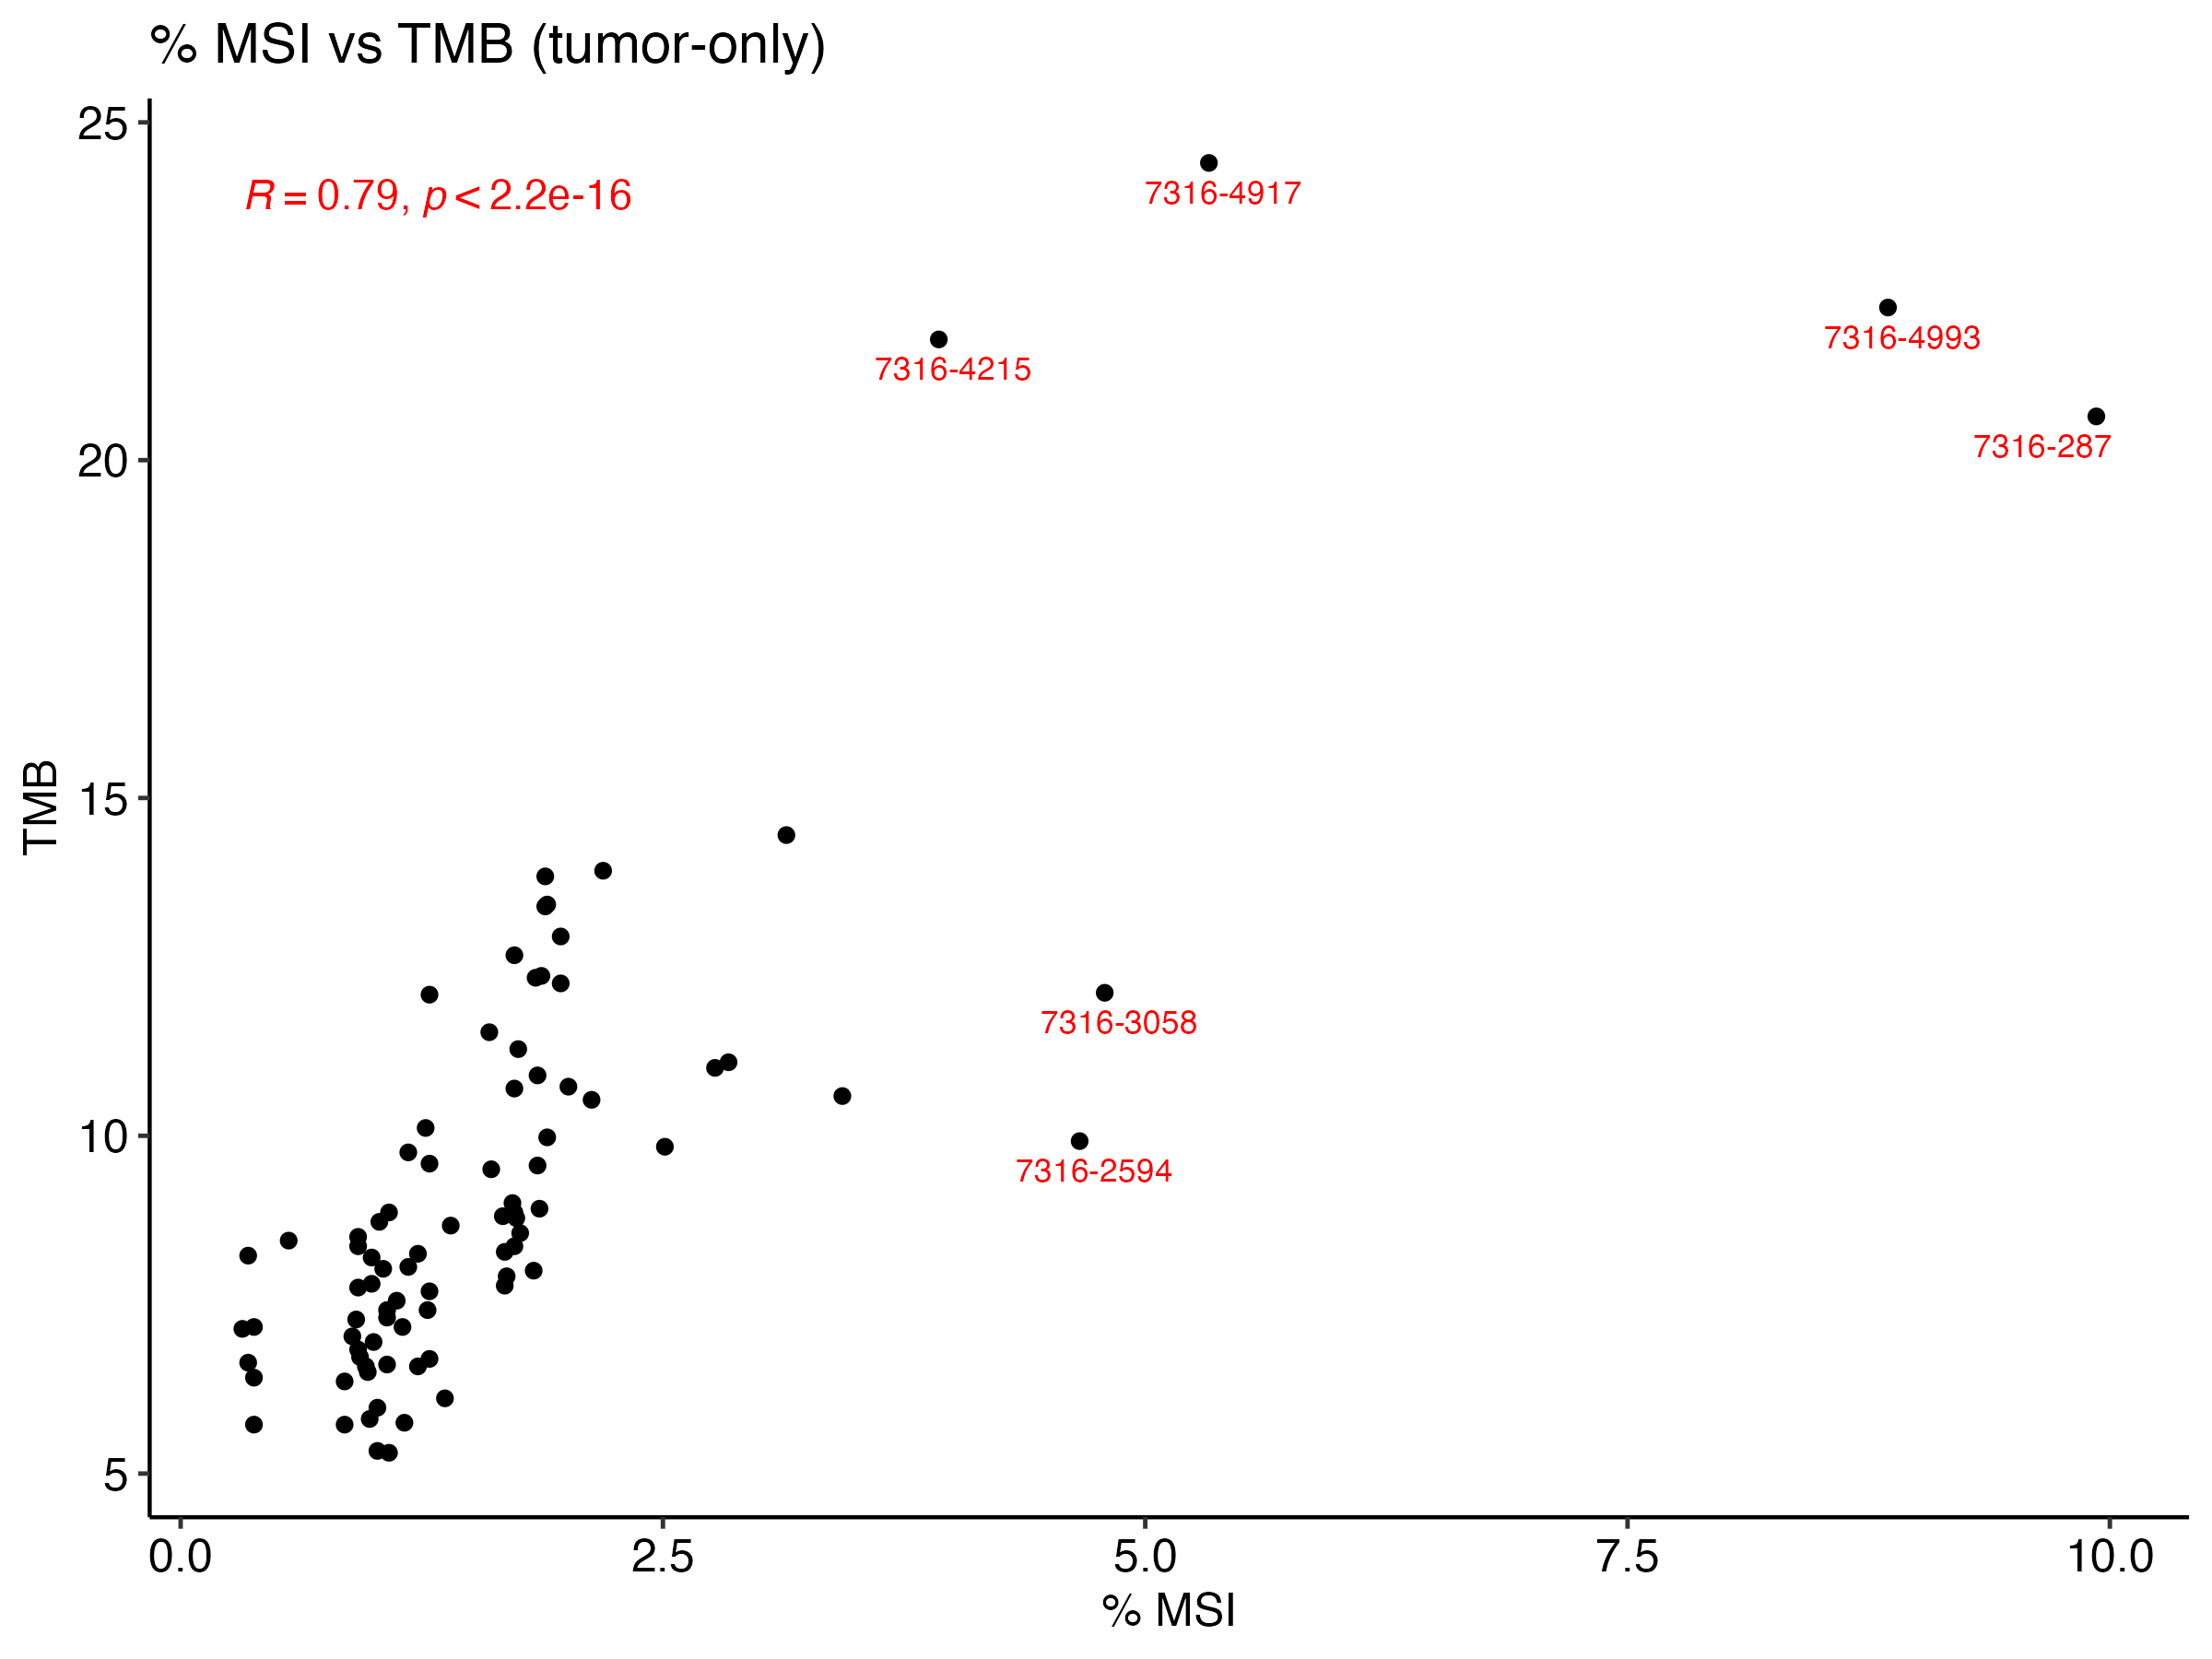 % MSI vs TMB (tumor-only)
25
R = 0.79, p < 2.2e-16
7316-4917
7316-4993
7316-4215
20
7316-287
TMB
15
7316-3058
10
7316-2594
5
0.0 2.5 5.0 7.5 10.0
% MSI